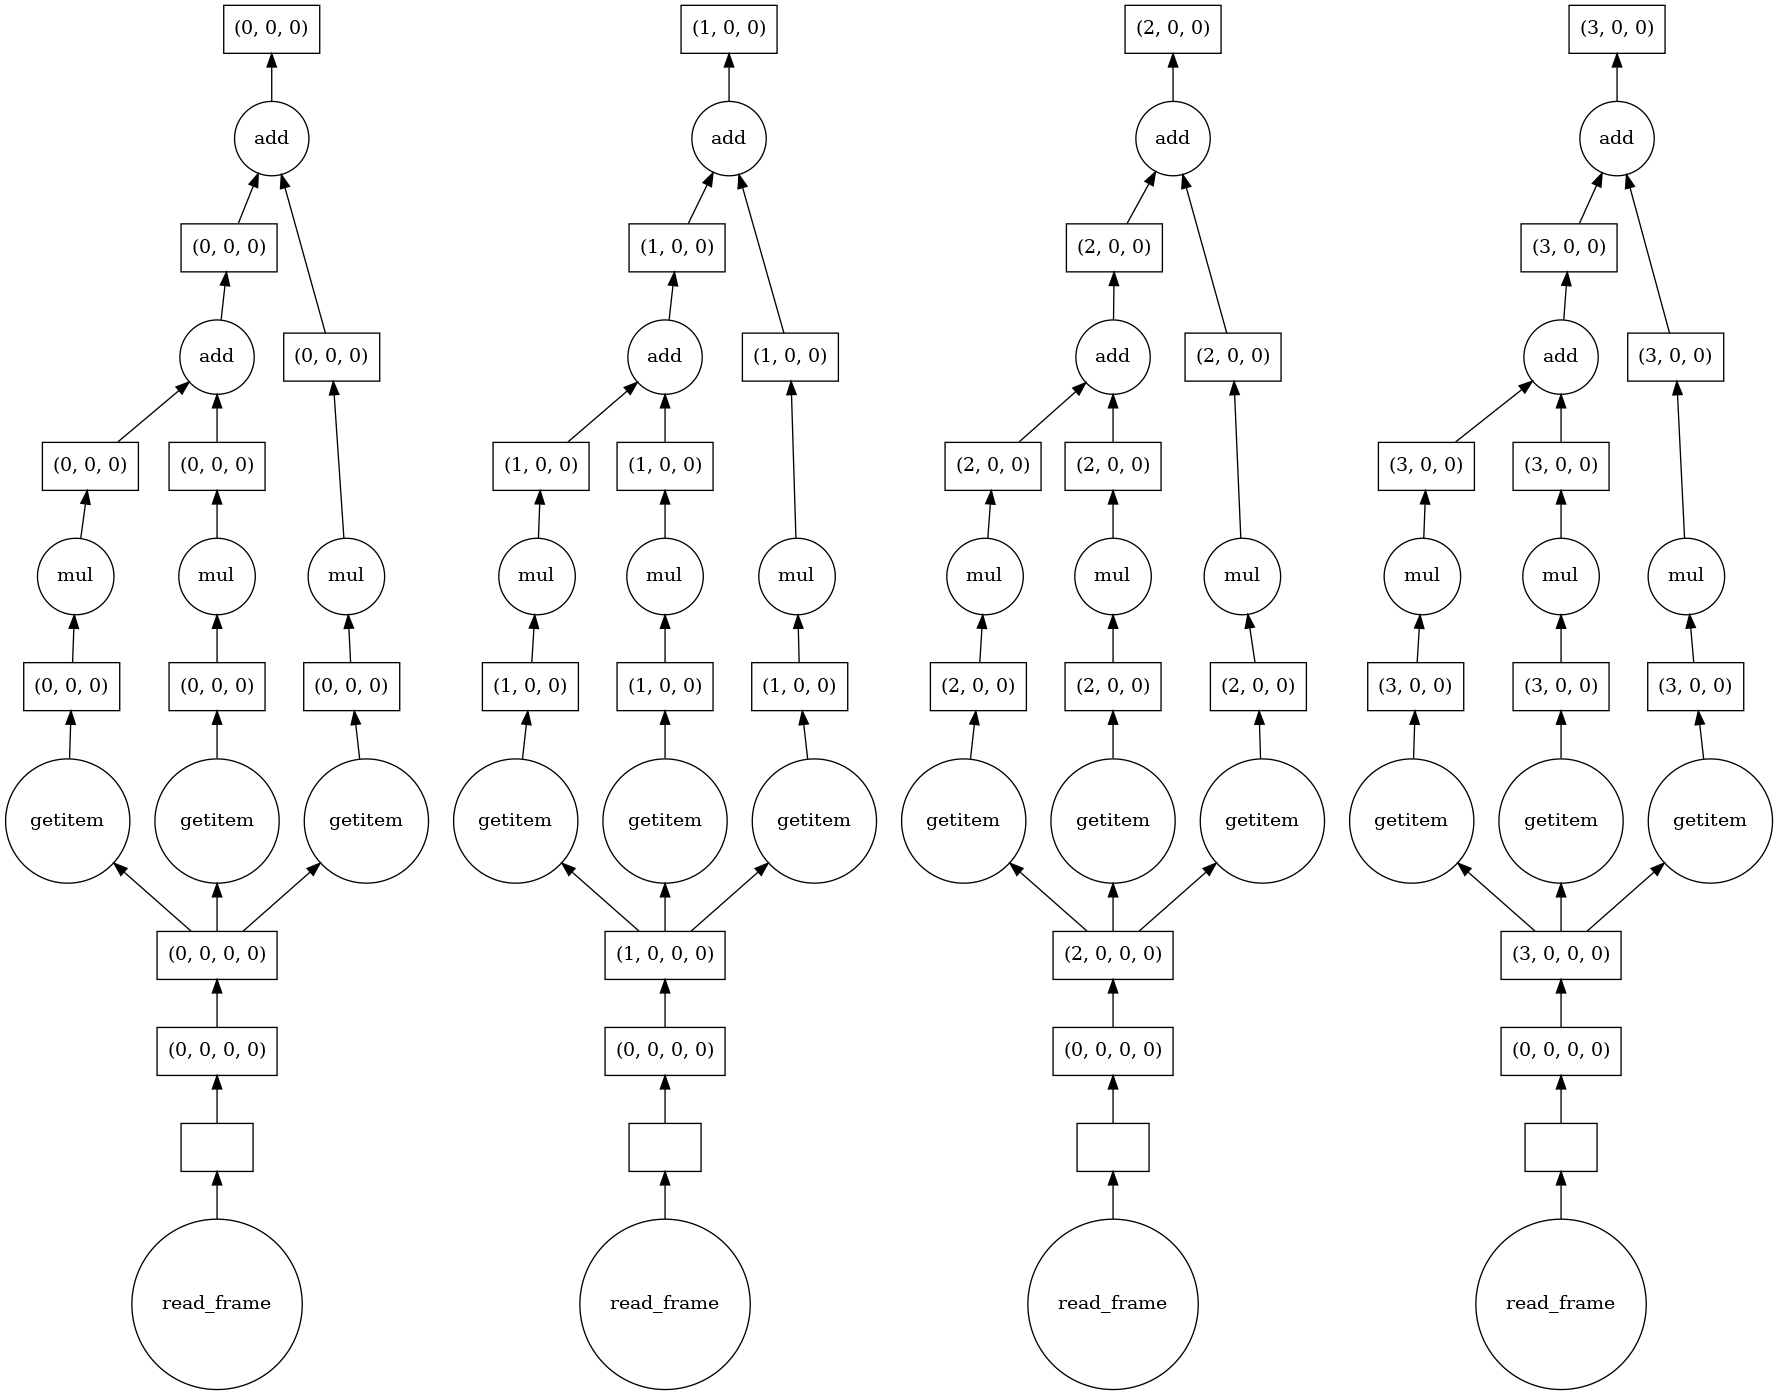 (0, 0, 0) (1, 0, 0) (2, 0, 0) (3, 0, 0)
add add add add
(0, 0, 0) (1, 0, 0) (2, 0, 0) (3, 0, 0)
add (0, 0, 0) add (1, 0, 0) add (2, 0, 0) add (3, 0, 0)
(0, 0, 0) (0, 0, 0) (1, 0, 0) (1, 0, 0) (2, 0, 0) (2, 0, 0) (3, 0, 0) (3, 0, 0)
mul mul mul mul mul mul mul mul mul mul mul mul
(0, 0, 0) (0, 0, 0) (0, 0, 0) (1, 0, 0) (1, 0, 0) (1, 0, 0) (2, 0, 0) (2, 0, 0) (2, 0, 0) (3, 0, 0) (3, 0, 0) (3, 0, 0)
getitem getitem getitem getitem getitem getitem getitem getitem getitem getitem getitem getitem
(0, 0, 0, 0) (1, 0, 0, 0) (2, 0, 0, 0) (3, 0, 0, 0)
(0, 0, 0, 0) (0, 0, 0, 0) (0, 0, 0, 0) (0, 0, 0, 0)
read_frame read_frame read_frame read_frame